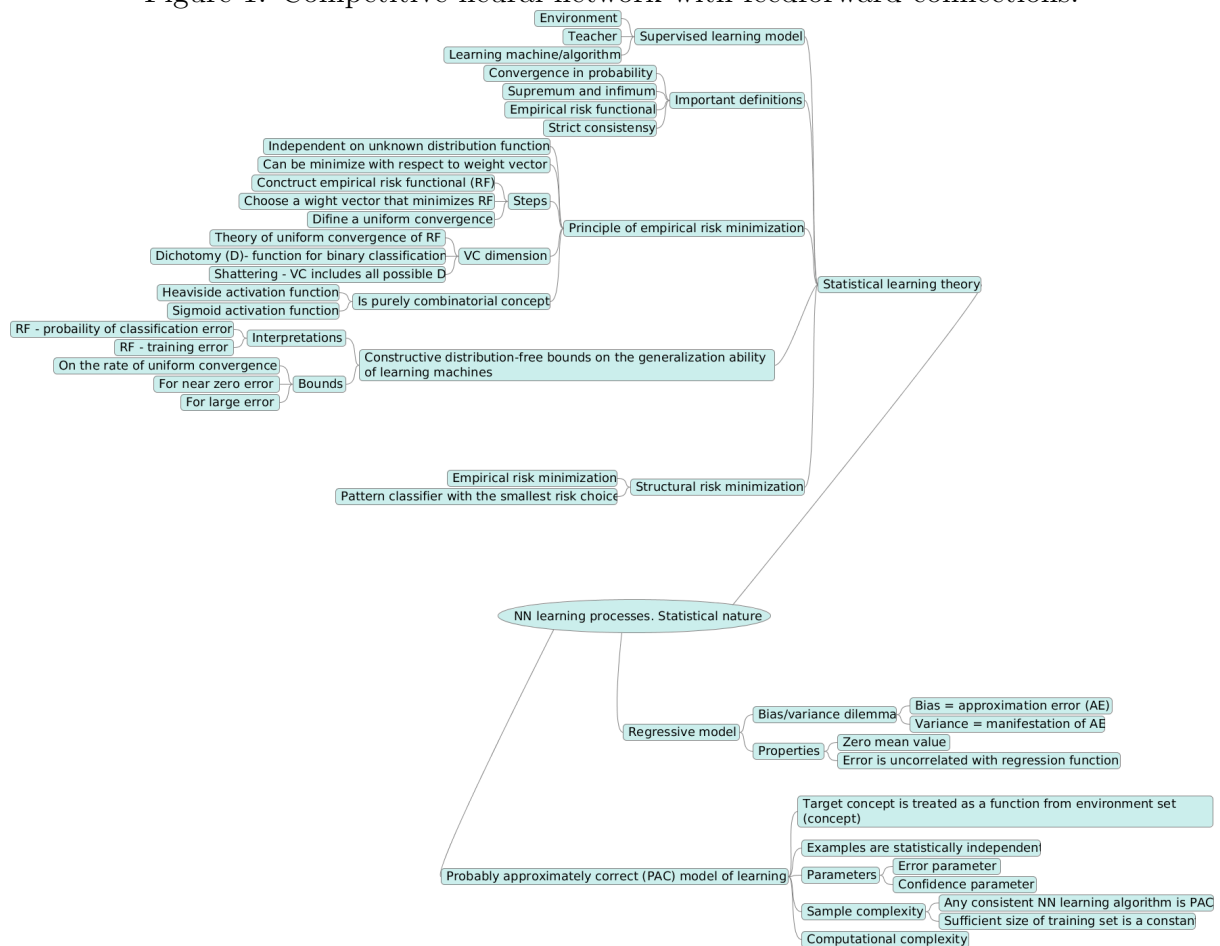 Figure 1: Competitive neural network with feedforward connections.
Environment
Teacher
Learning machine/algorithm
Supervised learning model
Convergence in probability
Supremum and infimum
Empirical risk functional
Strict consistensy
Important definitions
Independent on unknown distribution function
Can be minimize with respect to weight vector
Construct empirical risk functional (RF)
Choose a wight vector that minimizes RF
Difine a uniform convergence
Steps
Principle of empirical risk minimization
Theory of uniform convergence of RF
Dichotomy (D)- function for binary classification
Shattering - VC includes all possible D
VC dimension
Heaviside activation function
Sigmoid activation function
Is purely combinatorial concept
Statistical learning theory
RF - probaility of classification error
RF - training error
Interpretations
On the rate of uniform convergence
For near zero error
For large error
Bounds
Constructive distribution-free bounds on the generalization ability
of learning machines
Empirical risk minimization
Pattern classifier with the smallest risk choice
Structural risk minimization
NN learning processes. Statistical nature
Regressive model
Bias/variance dilemma
Bias = approximation error (AE)
Variance = manifestation of AE
Properties
Zero mean value
Error is uncorrelated with regression function
Probably approximately correct (PAC) model of learning
Target concept is treated as a function from environment set
(concept)
Examples are statistically independent
Parameters
Error parameter
Confidence parameter
Sample complexity
Any consistent NN learning algorithm is PAC
Sufficient size of training set is a constan
Computational complexity